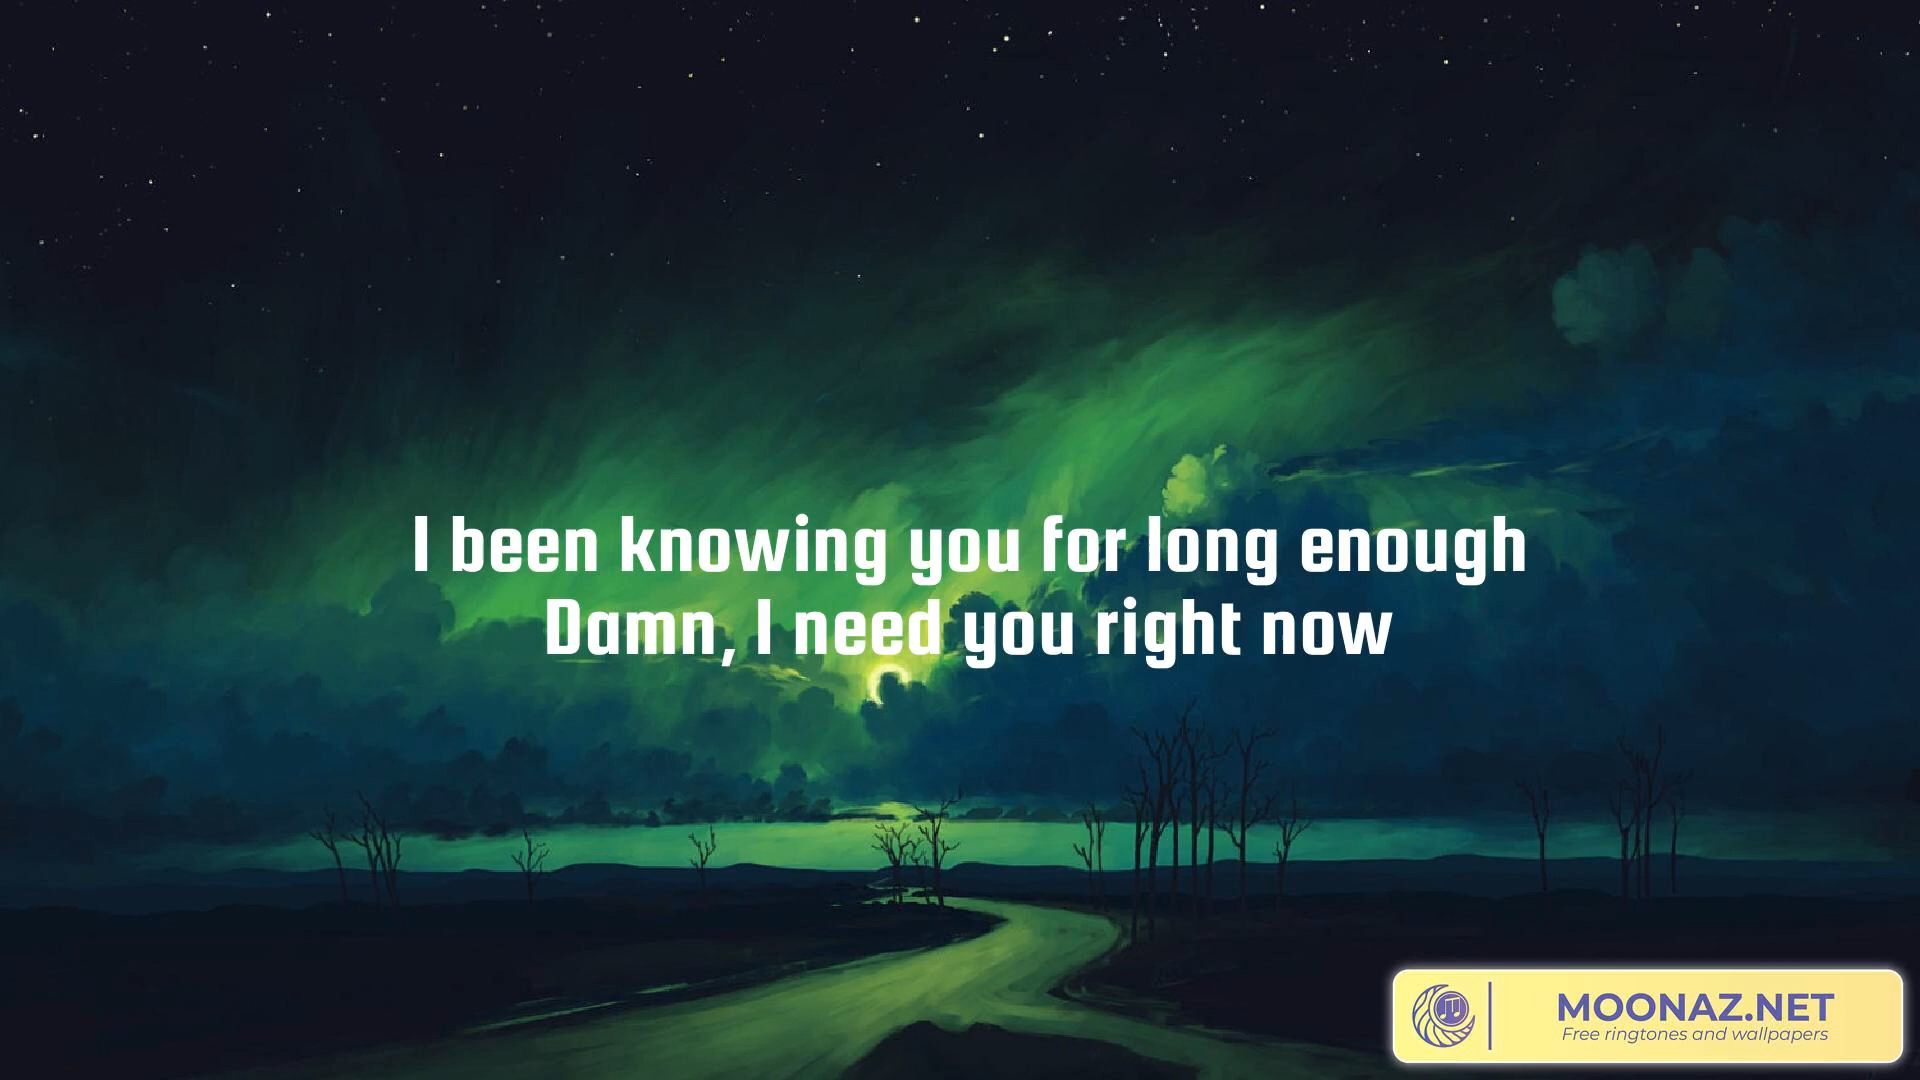 I been knowing you for long enough
Damn, I need you right now
MOONAZ.NET
Free ringtones and wallpapers